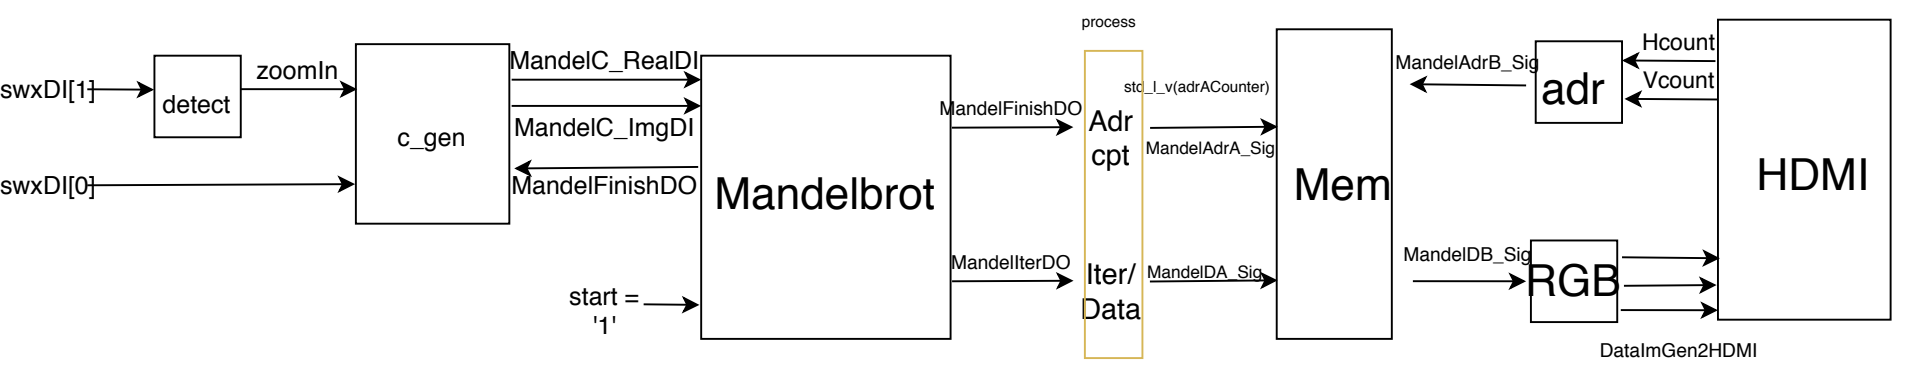 process
swxDI[1]
detect
zoomIn
c_gen
MandelC_RealDI
MandelC_ImgDI
MandelFinishDO
swxDI[0]
start =
'1'
Mandelbrot
MandelFinishDO
MandelIterDO
Adr
cpt
Iter/
Data
std_l_v(adrACounter)
MandelAdrA_Sig
MandelDA_Sig
Mem
MandelAdrB_Sig
adr
Hcount
Vcount
MandelDB_Sig
RGB
HDMI
DataImGen2HDMI